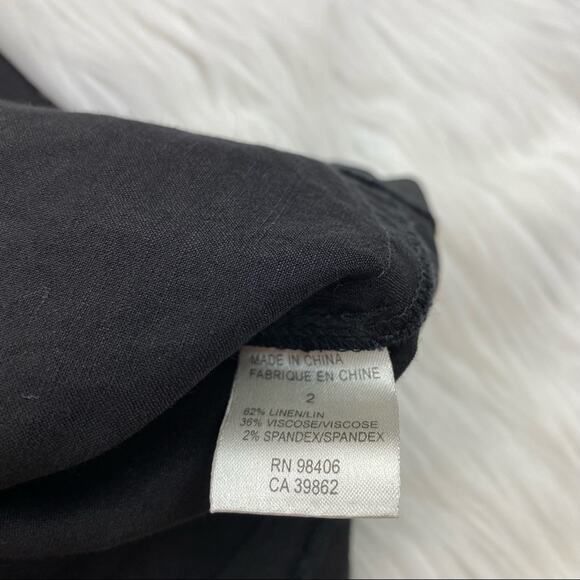 MADE IN CHINA
FABRIQUE EN CHINE
2
62% LINEN/LIN
36% VISCOSE/VISCOSE
2% SPANDEX/SPANDEX
RN 98406
CA 39862